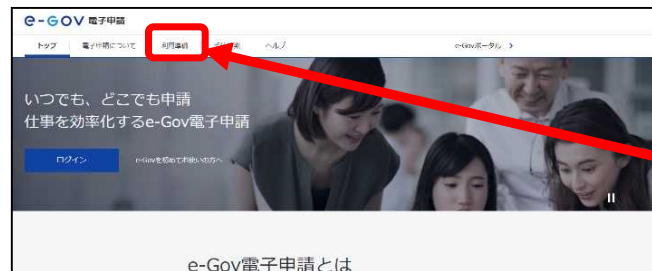 e-GOV 電子申請
トップ
電子申請について
利用準備
ヘルプ
e-Govポータル >
いつでも、どこでも申請
仕事を効率化するe-Gov電子申請
ログイン
e-Govを初めてお使いの方へ
e-Gov電子申請とは